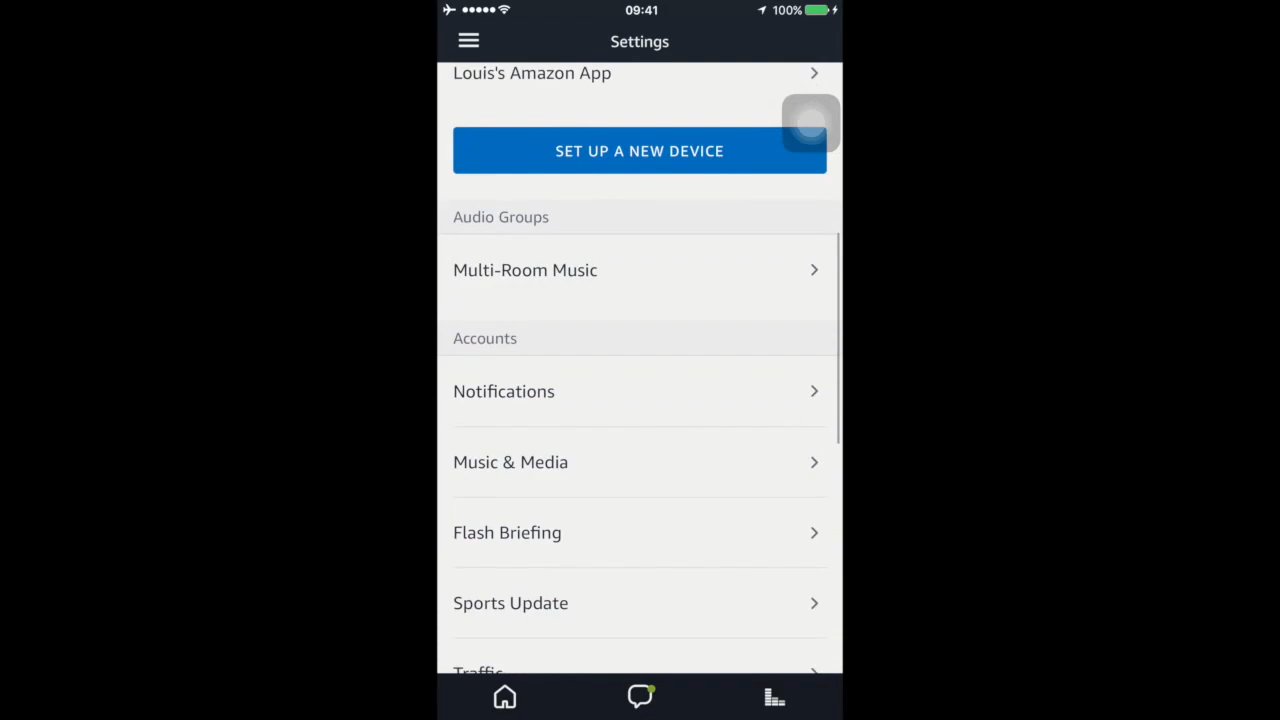 09:41
100%
Settings
Louis's Amazon App
SET UP A NEW DEVICE
Audio Groups
Multi-Room Music
Accounts
Notifications
Music & Media
Flash Briefing
Sports Update
Traffic